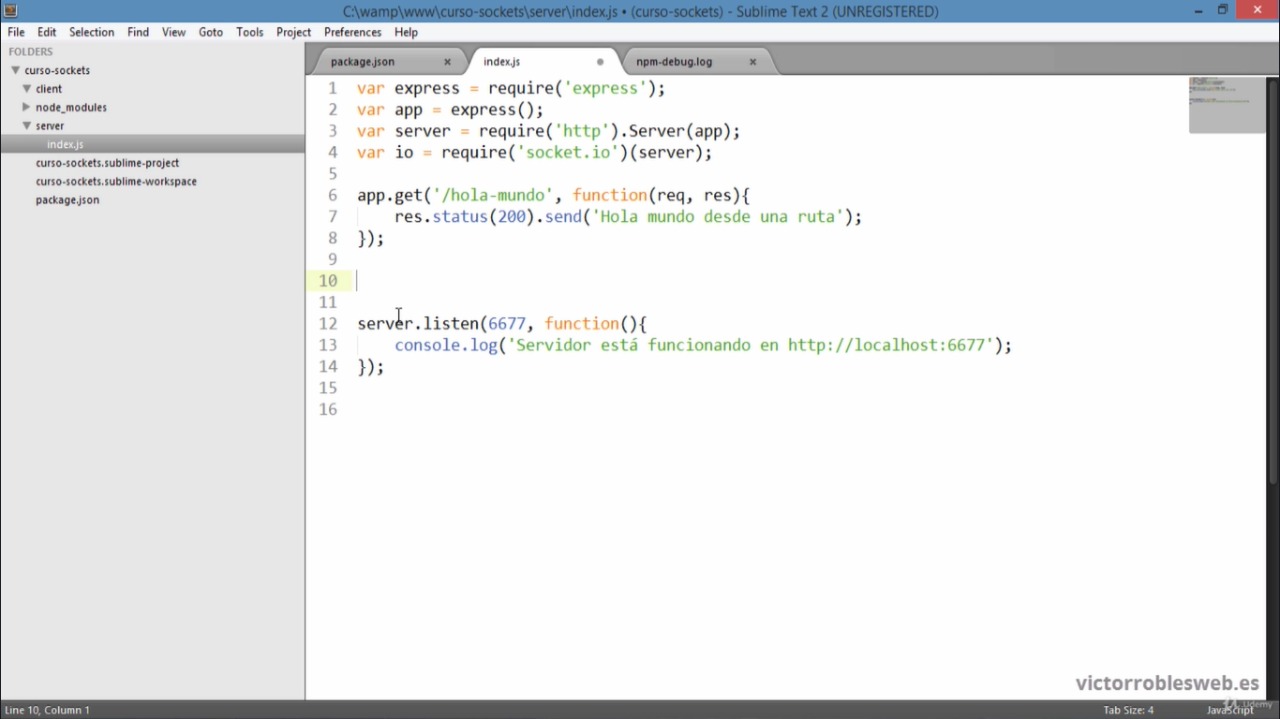 C:\wamp\www\curso-sockets\server\index.js • (curso-sockets) - Sublime Text 2 (UNREGISTERED)
File Edit Selection Find View Goto Tools Project Preferences Help
FOLDERS
curso-sockets
client
node_modules
server
index.js
curso-sockets.sublime-project
curso-sockets.sublime-workspace
package.json
package.json index.js npm-debug.log
1 var express = require('express');
2 var app = express();
3 var server = require('http').Server(app);
4 var io = require('socket.io')(server);
5
6 app.get('/hola-mundo', function(req, res){
7 res.status(200).send('Hola mundo desde una ruta');
8 });
9
10
11
12 server.listen(6677, function(){
13 console.log('Servidor está funcionando en http://localhost:6677');
14 });
15
16
victorroblesweb.es
Line 10, Column 1
Tab Size: 4
JavaScript
Udemy